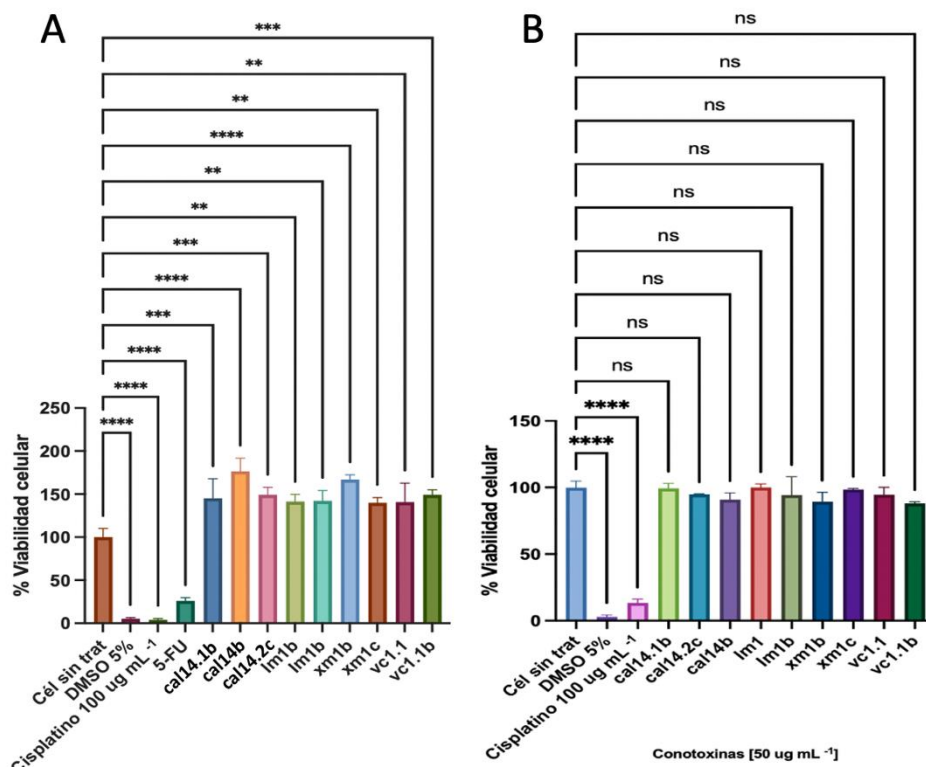 A
***
**
**
****
**
**
***
****
***
****
****
****
% Viabilidad celular
250
200
150
100
50
0
Cél sin trat
DMSO 5%
Cisplatino 100 ug mL⁻¹
5-FU
cal14.1b
cal14b
cal14.2c
lm1b
lm1b
xm1b
xm1c
vc1.1
vc1.1b
B
ns
ns
ns
ns
ns
ns
ns
ns
ns
****
****
% Viabilidad celular
150
100
50
0
Cél sin trat
DMSO 5%
Cisplatino 100 ug mL⁻¹
cal14.1b
cal14.2c
cal14b
lm1
lm1b
xm1b
xm1c
vc1.1
vc1.1b
Conotoxinas [50 ug mL ⁻¹]